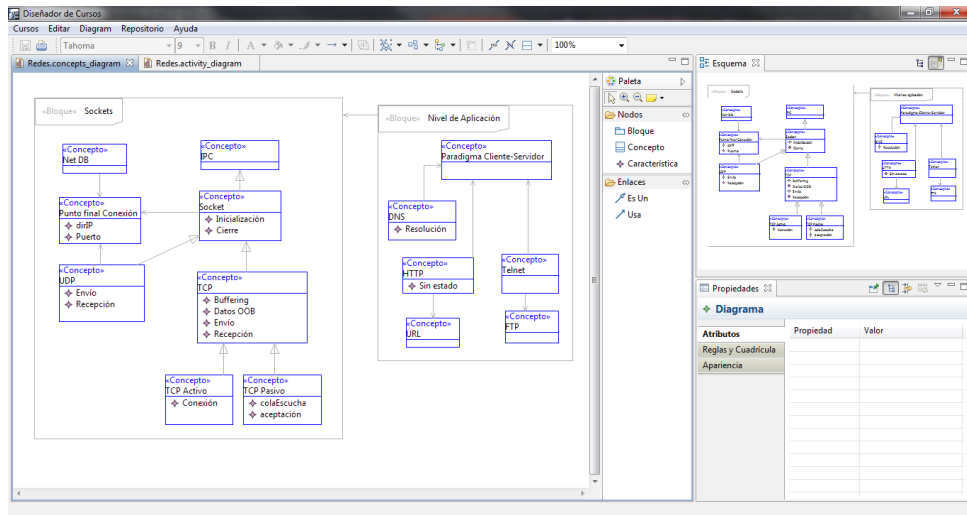 Diseñador de Cursos
Cursos Editar Diagram Repositorio Ayuda
Tahoma 9 B I A 100%
Redes.concepts_diagram Redes.activity_diagram
«Bloque» Sockets
«Concepto»
Net DB
«Concepto»
IPC
«Concepto»
Punto final Conexión
dirIP
Puerto
«Concepto»
Socket
Inicialización
Cierre
«Concepto»
UDP
Envío
Recepción
«Concepto»
TCP
Buffering
Datos OOB
Envío
Recepción
«Concepto»
TCP Activo
Conexión
«Concepto»
TCP Pasivo
colaEscucha
aceptación
«Bloque» Nivel de Aplicación
«Concepto»
Paradigma Cliente-Servidor
«Concepto»
DNS
Resolución
«Concepto»
HTTP
Sin estado
«Concepto»
Telnet
«Concepto»
URL
«Concepto»
FTP
Paleta
Nodos
Bloque
Concepto
Característica
Enlaces
Es Un
Usa
Esquema
Propiedades
Diagrama
Atributos
Reglas y Cuadrícula
Apariencia
Propiedad Valor